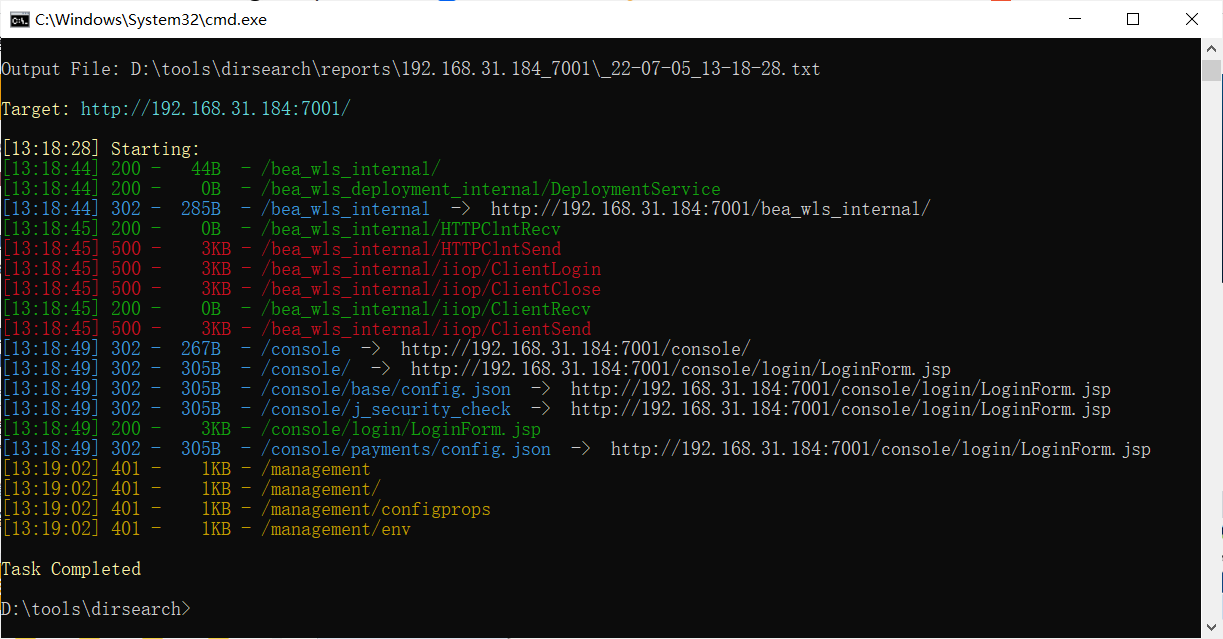 C:\Windows\System32\cmd.exe
Output File: D:\tools\dirsearch\reports\192.168.31.184_7001\_22-07-05_13-18-28.txt
Target: http://192.168.31.184:7001/
[13:18:28] Starting:
[13:18:44] 200 -   44B  - /bea_wls_internal/
[13:18:44] 200 -    0B  - /bea_wls_deployment_internal/DeploymentService
[13:18:44] 302 -  285B  - /bea_wls_internal  ->  http://192.168.31.184:7001/bea_wls_internal/
[13:18:45] 200 -    0B  - /bea_wls_internal/HTTPClntRecv
[13:18:45] 500 -    3KB - /bea_wls_internal/HTTPClntSend
[13:18:45] 500 -    3KB - /bea_wls_internal/iiop/ClientLogin
[13:18:45] 500 -    3KB - /bea_wls_internal/iiop/ClientClose
[13:18:45] 200 -    0B  - /bea_wls_internal/iiop/ClientRecv
[13:18:45] 500 -    3KB - /bea_wls_internal/iiop/ClientSend
[13:18:49] 302 -  267B  - /console  ->  http://192.168.31.184:7001/console/
[13:18:49] 302 -  305B  - /console/  ->  http://192.168.31.184:7001/console/login/LoginForm.jsp
[13:18:49] 302 -  305B  - /console/base/config.json  ->  http://192.168.31.184:7001/console/login/LoginForm.jsp
[13:18:49] 302 -  305B  - /console/j_security_check  ->  http://192.168.31.184:7001/console/login/LoginForm.jsp
[13:18:49] 200 -    3KB - /console/login/LoginForm.jsp
[13:18:49] 302 -  305B  - /console/payments/config.json  ->  http://192.168.31.184:7001/console/login/LoginForm.jsp
[13:19:02] 401 -    1KB - /management
[13:19:02] 401 -    1KB - /management/
[13:19:02] 401 -    1KB - /management/configprops
[13:19:02] 401 -    1KB - /management/env
Task Completed
D:\tools\dirsearch>